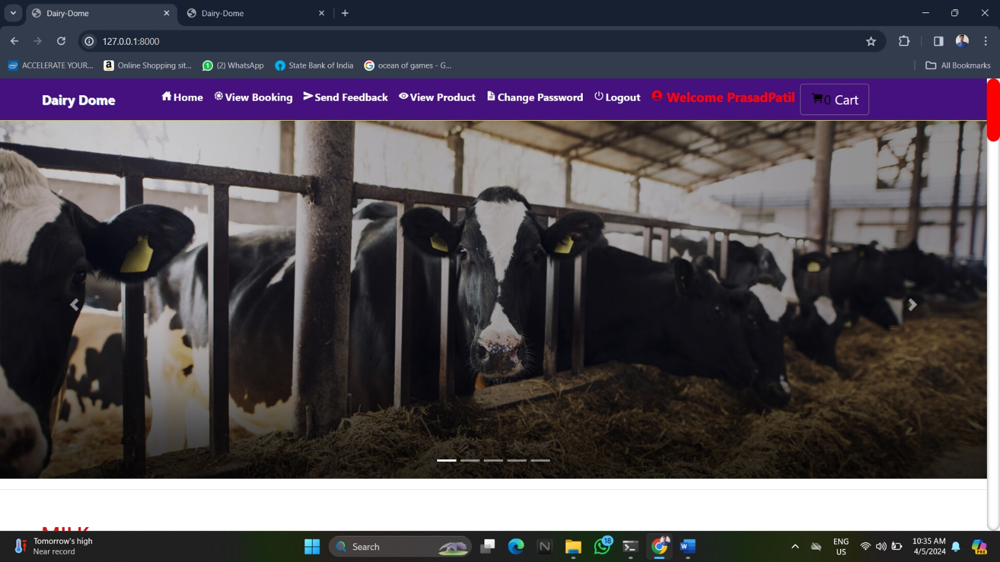 Dairy-Dome
Dairy-Dome
127.0.0.1:8000
ACCELERATE YOUR...
Online Shopping sit...
(2) WhatsApp
State Bank of India
ocean of games - G...
All Bookmarks
Dairy Dome
Home
View Booking
Send Feedback
View Product
Change Password
Logout
Welcome PrasadPatil
0 Cart
MILK
Tomorrow's high
Near record
Search
18
ENG
US
10:35 AM
4/5/2024
PRE